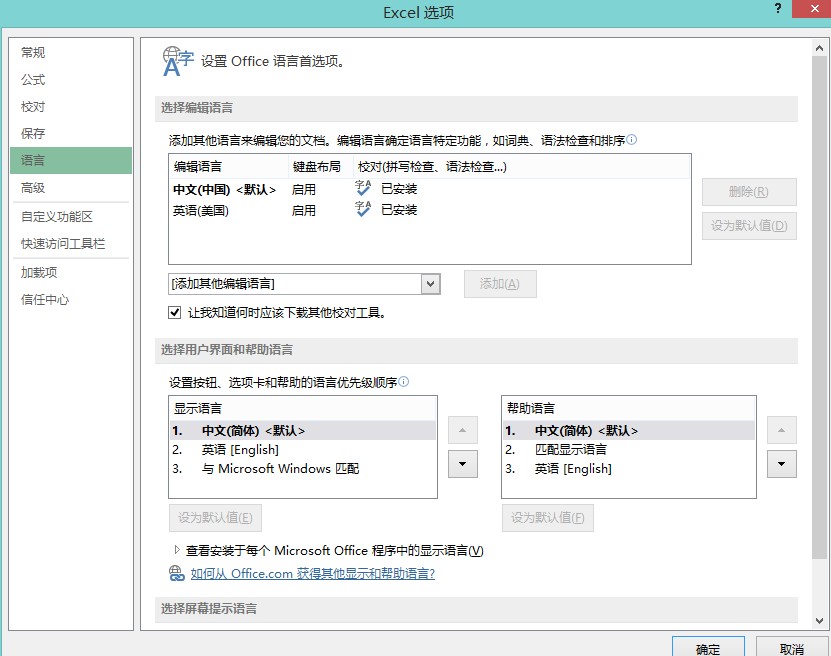 Excel 选项
?
常规
公式
校对
保存
语言
高级
自定义功能区
快速访问工具栏
加载项
信任中心
设置 Office 语言首选项。
选择编辑语言
添加其他语言来编辑您的文档。编辑语言确定语言特定功能，如词典、语法检查和排序
编辑语言 键盘布局 校对(拼写检查、语法检查...)
中文(中国) <默认> 启用 已安装
英语(美国) 启用 已安装
删除(R)
设为默认值(D)
[添加其他编辑语言] 添加(A)
让我知道何时应该下载其他校对工具。
选择用户界面和帮助语言
设置按钮、选项卡和帮助的语言优先级顺序
显示语言
1. 中文(简体) <默认>
2. 英语 [English]
3. 与 Microsoft Windows 匹配
设为默认值(E)
帮助语言
1. 中文(简体) <默认>
2. 匹配显示语言
3. 英语 [English]
设为默认值(F)
查看安装于每个 Microsoft Office 程序中的显示语言(V)
如何从 Office.com 获得其他显示和帮助语言?
选择屏幕提示语言
确定 取消